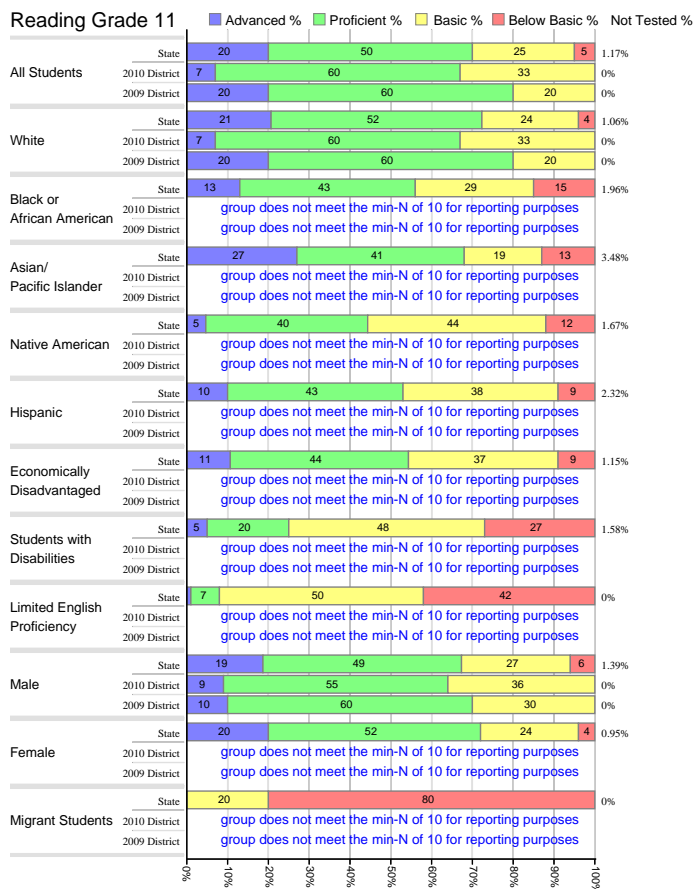 Reading Grade 11 Advanced % Proficient % Basic % Below Basic % Not Tested %
All Students
State 20 50 25 5 1.17%
2010 District 7 60 33 0%
2009 District 20 60 20 0%
White
State 21 52 24 4 1.06%
2010 District 7 60 33 0%
2009 District 20 60 20 0%
Black or
African American
State 13 43 29 15 1.96%
2010 District group does not meet the min-N of 10 for reporting purposes
2009 District group does not meet the min-N of 10 for reporting purposes
Asian/
Pacific Islander
State 27 41 19 13 3.48%
2010 District group does not meet the min-N of 10 for reporting purposes
2009 District group does not meet the min-N of 10 for reporting purposes
Native American
State 5 40 44 12 1.67%
2010 District group does not meet the min-N of 10 for reporting purposes
2009 District group does not meet the min-N of 10 for reporting purposes
Hispanic
State 10 43 38 9 2.32%
2010 District group does not meet the min-N of 10 for reporting purposes
2009 District group does not meet the min-N of 10 for reporting purposes
Economically
Disadvantaged
State 11 44 37 9 1.15%
2010 District group does not meet the min-N of 10 for reporting purposes
2009 District group does not meet the min-N of 10 for reporting purposes
Students with
Disabilities
State 5 20 48 27 1.58%
2010 District group does not meet the min-N of 10 for reporting purposes
2009 District group does not meet the min-N of 10 for reporting purposes
Limited English
Proficiency
State 7 50 42 0%
2010 District group does not meet the min-N of 10 for reporting purposes
2009 District group does not meet the min-N of 10 for reporting purposes
Male
State 19 49 27 6 1.39%
2010 District 9 55 36 0%
2009 District 10 60 30 0%
Female
State 20 52 24 4 0.95%
2010 District group does not meet the min-N of 10 for reporting purposes
2009 District group does not meet the min-N of 10 for reporting purposes
Migrant Students
State 20 80 0%
2010 District group does not meet the min-N of 10 for reporting purposes
2009 District group does not meet the min-N of 10 for reporting purposes
0% 10% 20% 30% 40% 50% 60% 70% 80% 90% 100%